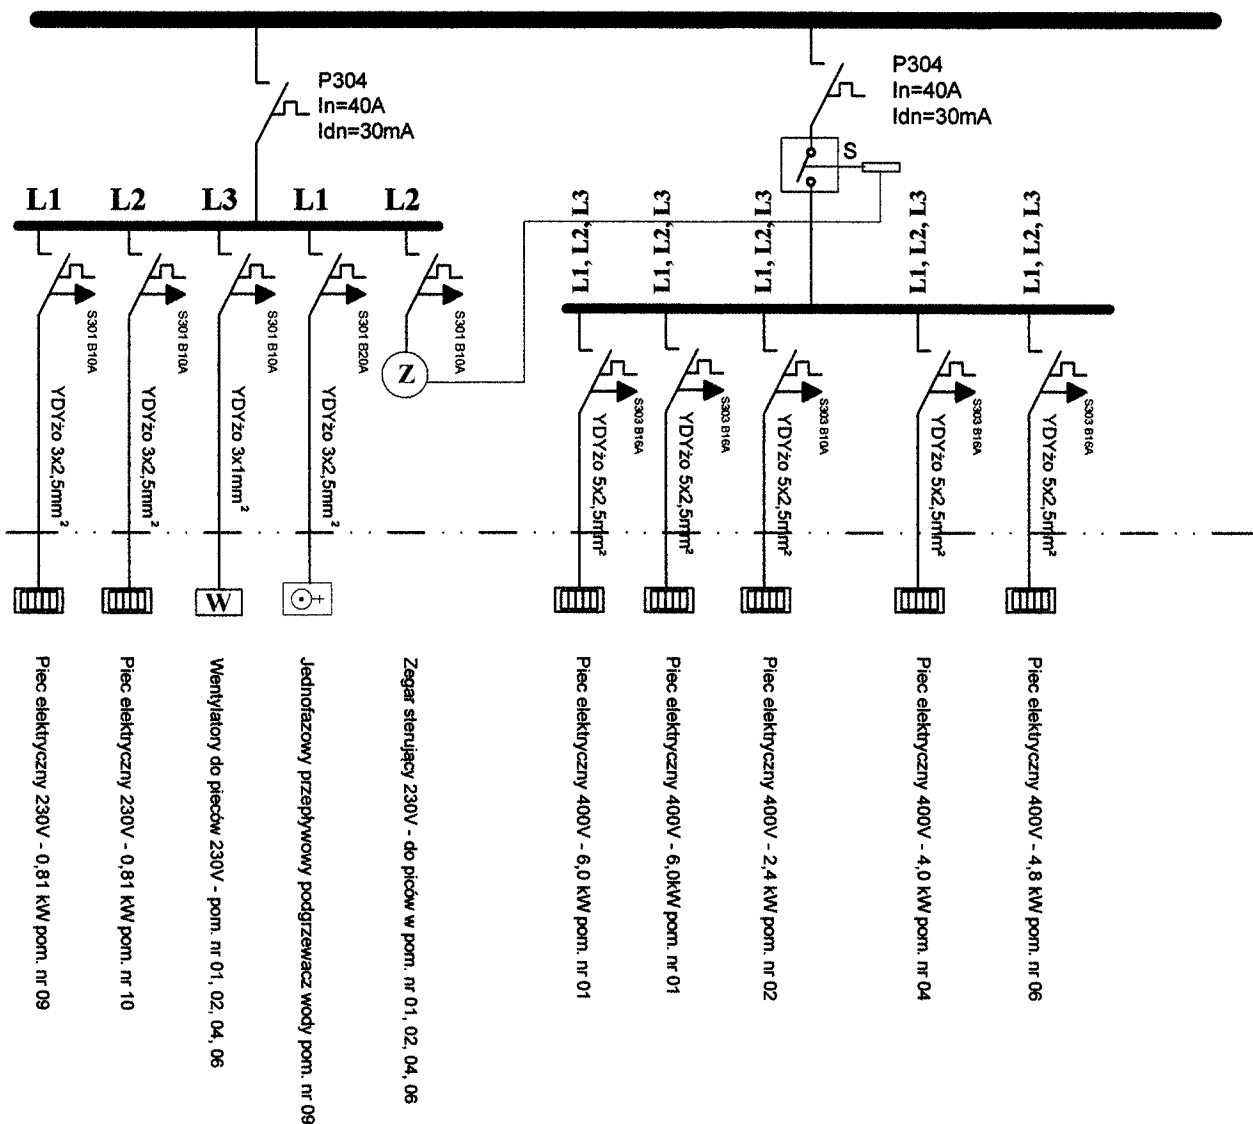 P304
In=40A
Idn=30mA
P304
In=40A
Idn=30mA
S
L1
L2
L3
L1
L2
L1, L2, L3
L1, L2, L3
L1, L2, L3
L1, L2, L3
L1, L2, L3
S301 B10A
S301 B10A
S301 B10A
S301 B20A
S301 B10A
Z
S303 B16A
S303 B16A
S303 B10A
S303 B16A
S303 B16A
YDYżo 3x2,5mm²
YDYżo 3x2,5mm²
YDYżo 3x1mm²
YDYżo 3x2,5mm²
YDYżo 5x2,5mm²
YDYżo 5x2,5mm²
YDYżo 5x2,5mm²
YDYżo 5x2,5mm²
YDYżo 5x2,5mm²
W
Piec elektryczny 230V - 0,81 kW pom. nr 09
Piec elektryczny 230V - 0,81 kW pom. nr 10
Wentylatory do pieców 230V - pom. nr 01, 02, 04, 06
Jednofazowy przepływowy podgrzewacz wody pom. nr 09
Zegar sterujący 230V - do piców w pom. nr 01, 02, 04, 06
Piec elektryczny 400V - 6,0 kW pom. nr 01
Piec elektryczny 400V - 6,0kW pom. nr 01
Piec elektryczny 400V - 2,4 kW pom. nr 02
Piec elektryczny 400V - 4,0 kW pom. nr 04
Piec elektryczny 400V - 4,8 kW pom. nr 06